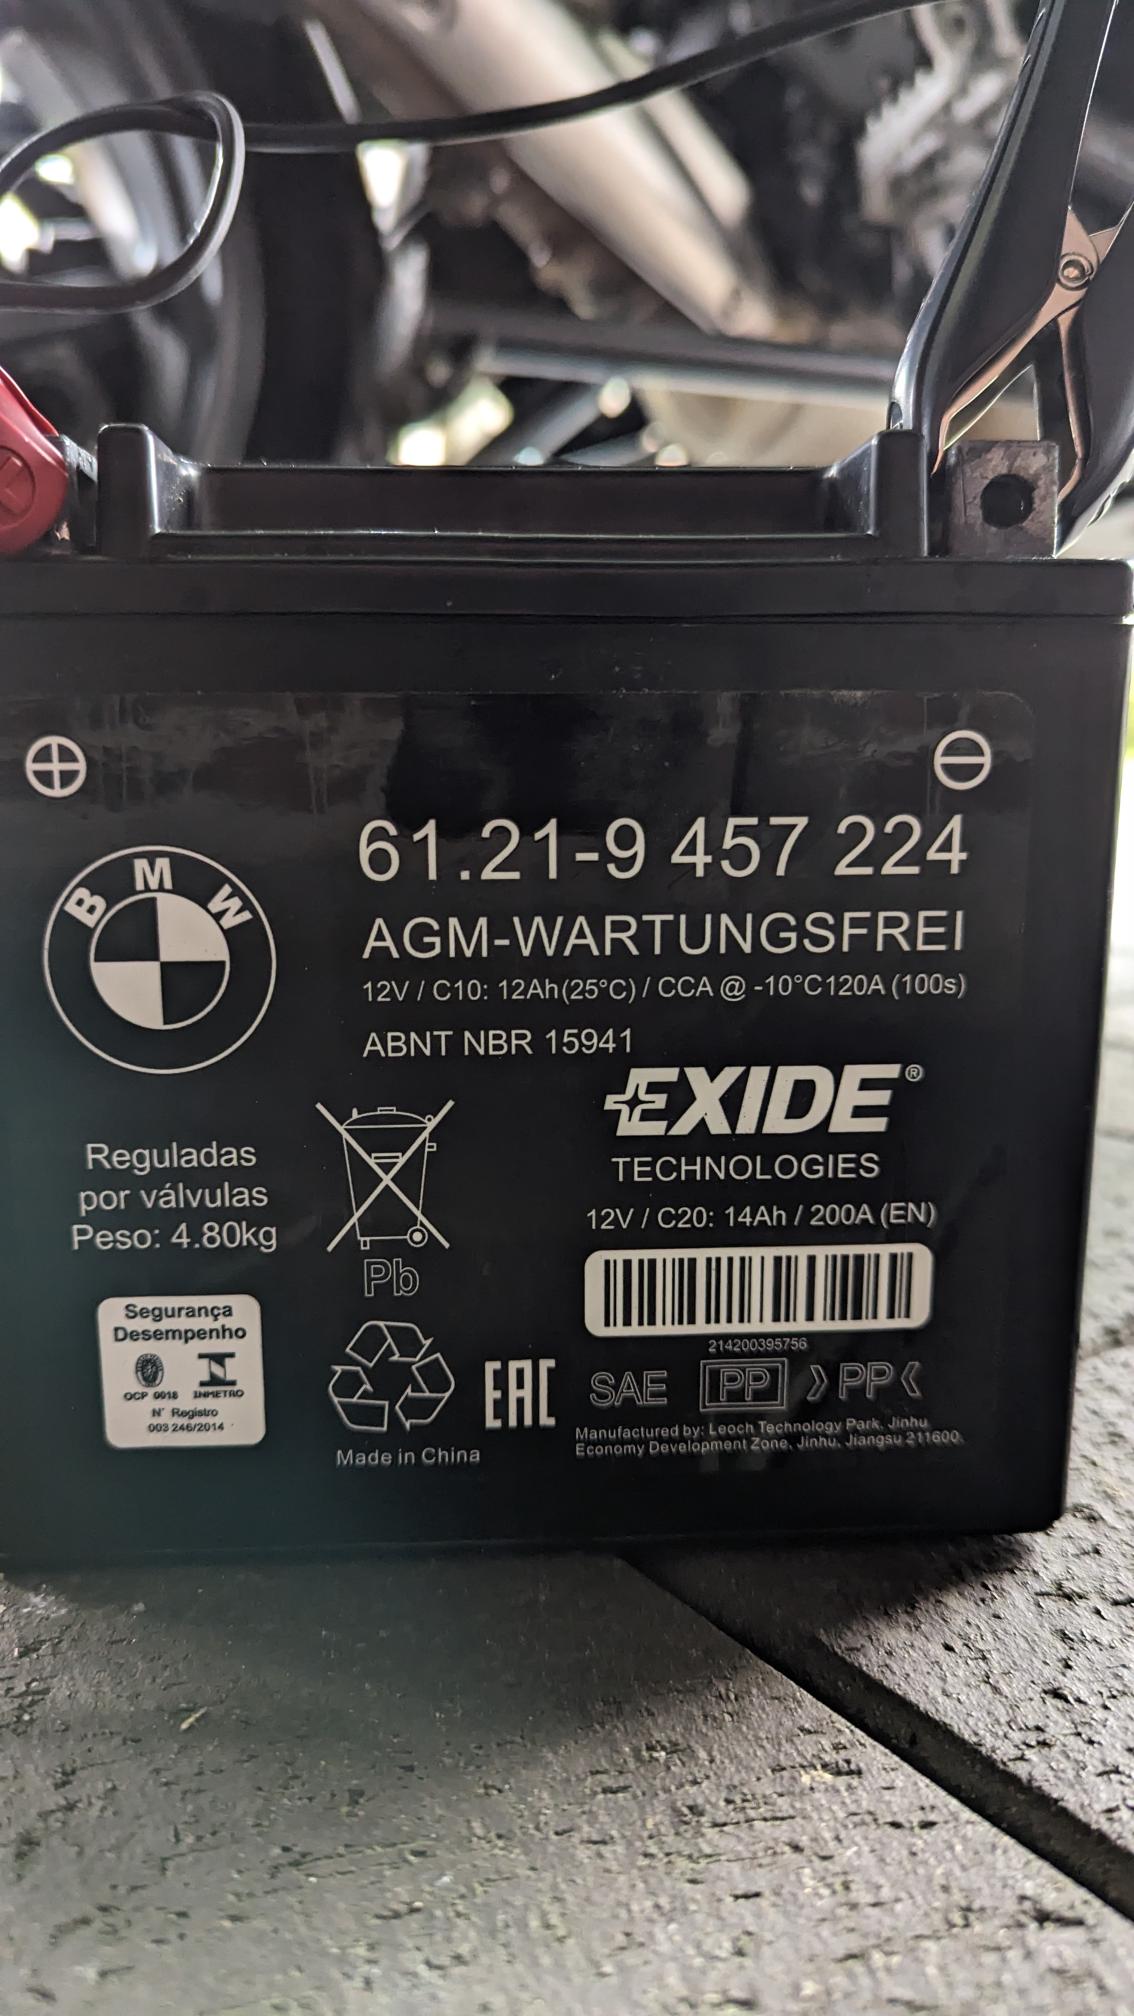 BMW
61.21-9 457 224
AGM-WARTUNGSFREI
12V / C10: 12Ah(25°C) / CCA @ -10°C120A (100s)
ABNT NBR 15941
EXIDE®
TECHNOLOGIES
12V / C20: 14Ah / 200A (EN)
214200395756
Reguladas
por válvulas
Peso: 4.80kg
Pb
Segurança
Desempenho
OCP 0018 INMETRO
N° Registro
003 246/2014
Made in China
EAC
SAE PP >PP<
Manufactured by: Leoch Technology Park, Jinhu
Economy Development Zone, Jinhu, Jiangsu 211600.